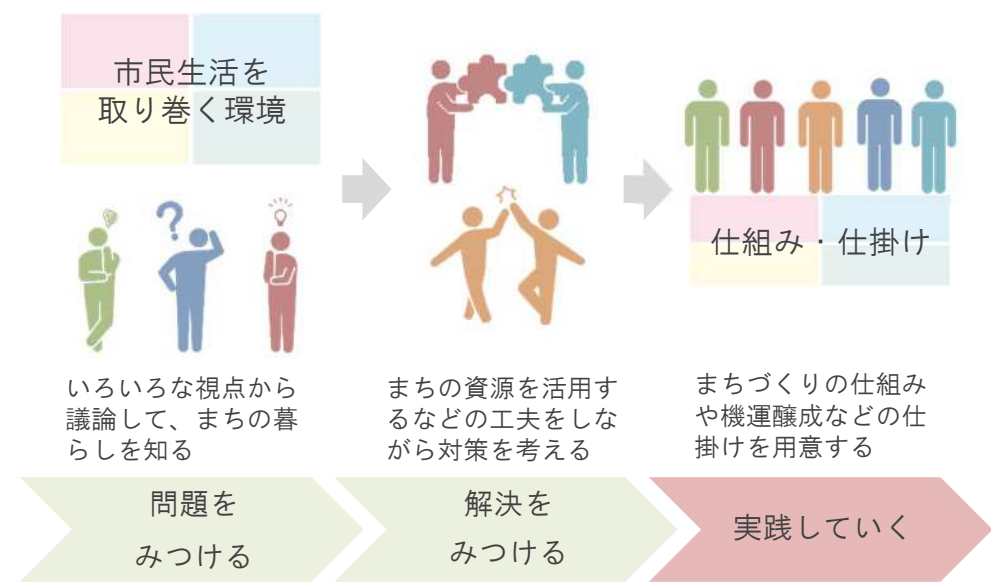 市民生活を
取り巻く環境
?
仕組み・仕掛け
いろいろな視点から
議論して、まちの暮
らしを知る
まちの資源を活用す
るなどの工夫をしな
がら対策を考える
まちづくりの仕組み
や機運醸成などの仕
掛けを用意する
問題を
みつける
解決を
みつける
実践していく